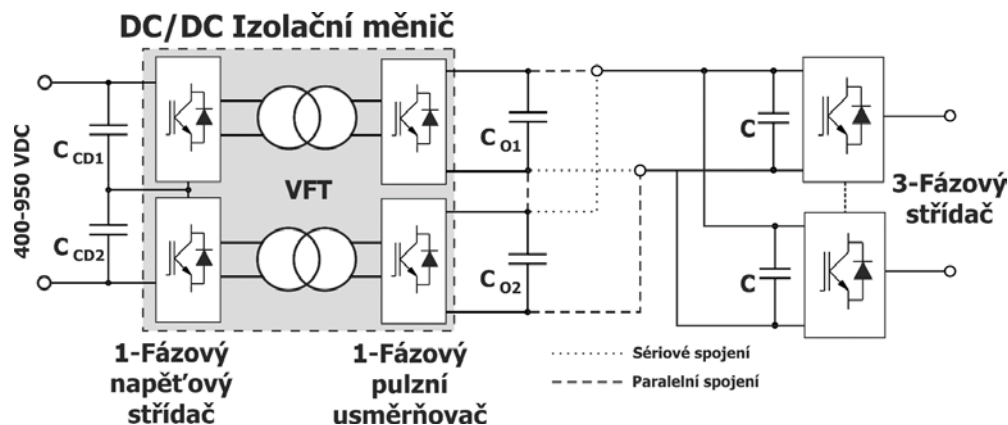 DC/DC Izolační měnič
400-950 VDC
C CD1
C CD2
VFT
C O1
C O2
C
C
3-Fázový
střídač
1-Fázový
napěťový
střídač
1-Fázový
pulzní
usměrňovač
Sériové spojení
Paralelní spojení